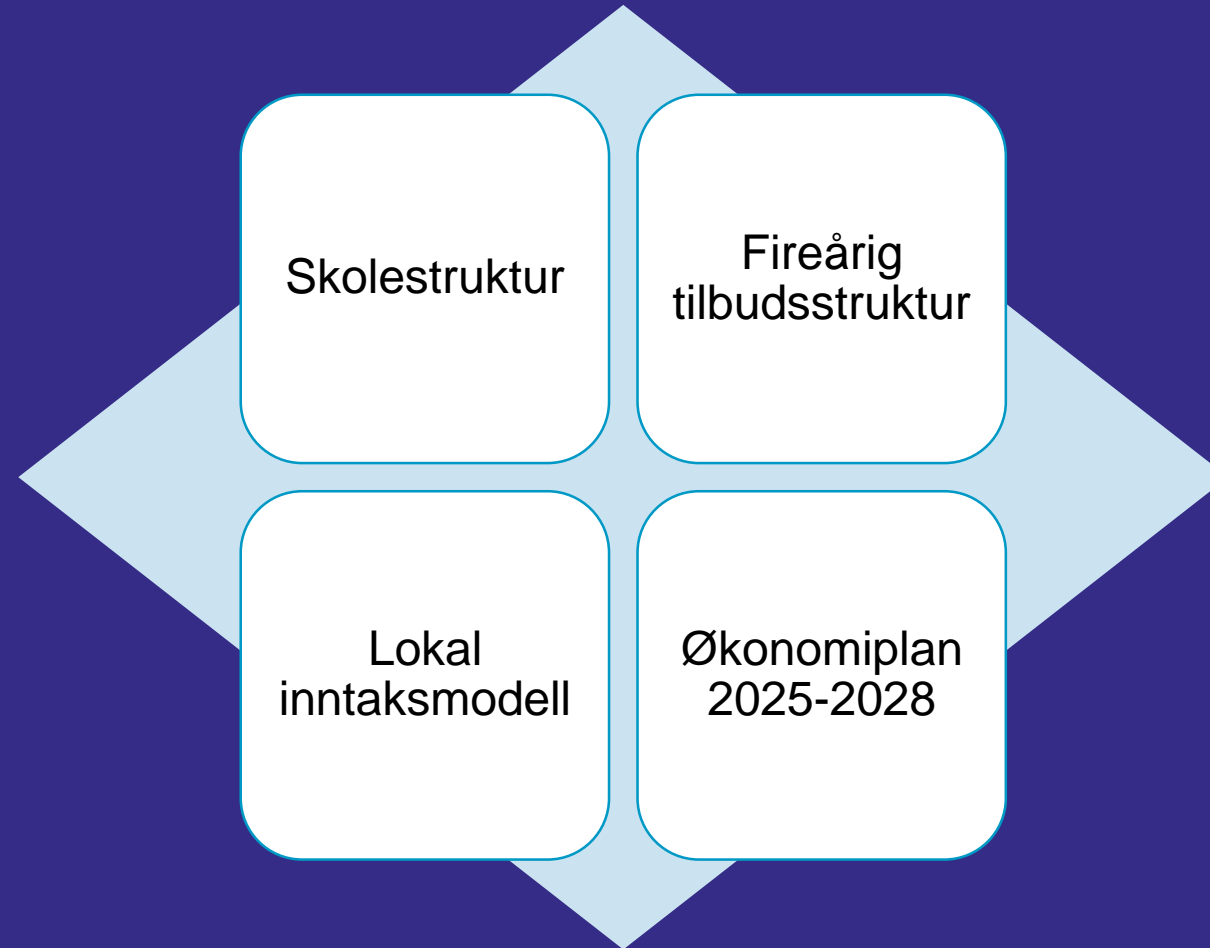 Skolestruktur
Fireårig
tilbudsstruktur
Lokal
inntaksmodell
Økonomiplan
2025-2028